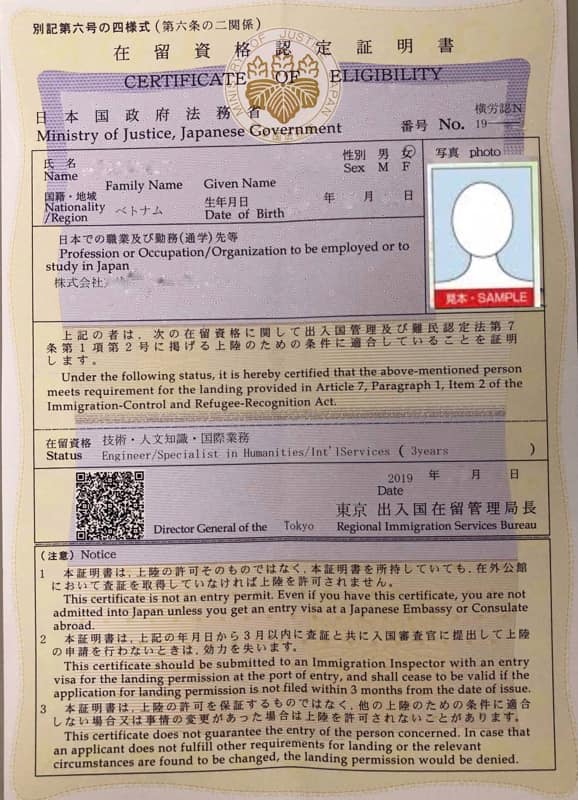 別記第六号の四様式(第六条の二関係)
在留資格認定証明書
CERTIFICATE OF ELIGIBILITY
MINISTRY OF JUSTICE JAPAN
日本国政府法務省
Ministry of Justice, Japanese Government
横労認N
番号 No. 19
氏名
Name
Family Name Given Name
性別 男 女
Sex M F
写真 photo
国籍・地域
Nationality
/Region
ベトナム
生年月日 年 月 日
Date of Birth
日本での職業及び勤務(通学)先等
Profession or Occupation/Organization to be employed or to
study in Japan
株式会社
見本・SAMPLE
上記の者は、次の在留資格に関して出入国管理及び難民認定法第7
条第1項第2号に掲げる上陸のための条件に適合していることを証明
します。
Under the following status, it is hereby certified that the above-mentioned person
meets requirement for the landing provided in Article 7, Paragraph 1, Item 2 of the
Immigration-Control and Refugee-Recognition Act.
在留資格 技術・人文知識・国際業務
Status Engineer/Specialist in Humanities/Int'lServices ( 3years )
2019 年 月 日
Date
東京 出入国在留管理局長
Director General of the Tokyo Regional Immigration Services Bureau
(注意) Notice
1 本証明書は、上陸の許可そのものではなく、本証明書を所持していても、在外公館
において査証を取得していなければ上陸を許可されません。
This certificate is not an entry permit. Even if you have this certificate, you are not
admitted into Japan unless you get an entry visa at a Japanese Embassy or Consulate
abroad.
2 本証明書は、上記の年月日から3月以内に査証と共に入国審査官に提出して上陸
の申請を行わないときは、効力を失います。
This certificate should be submitted to an Immigration Inspector with an entry
visa for the landing permission at the port of entry, and shall cease to be valid if the
application for landing permission is not filed within 3 months from the date of issue.
3 本証明書は、上陸の許可を保証するものではなく、他の上陸のための条件に適合
しない場合又は事情の変更があった場合は上陸を許可されないことがあります。
This certificate does not guarantee the entry of the person concerned. In case that
an applicant does not fulfill other requirements for landing or the relevant
circumstances are found to be changed, the landing permission would be denied.